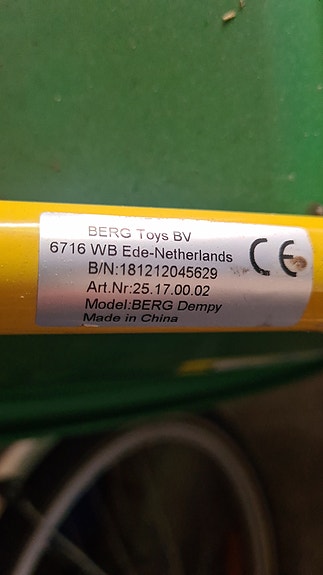 BERG Toys BV
6716 WB Ede-Netherlands
B/N:181212045629
Art.Nr:25.17.00.02
Model:BERG Dempy
Made in China
CE